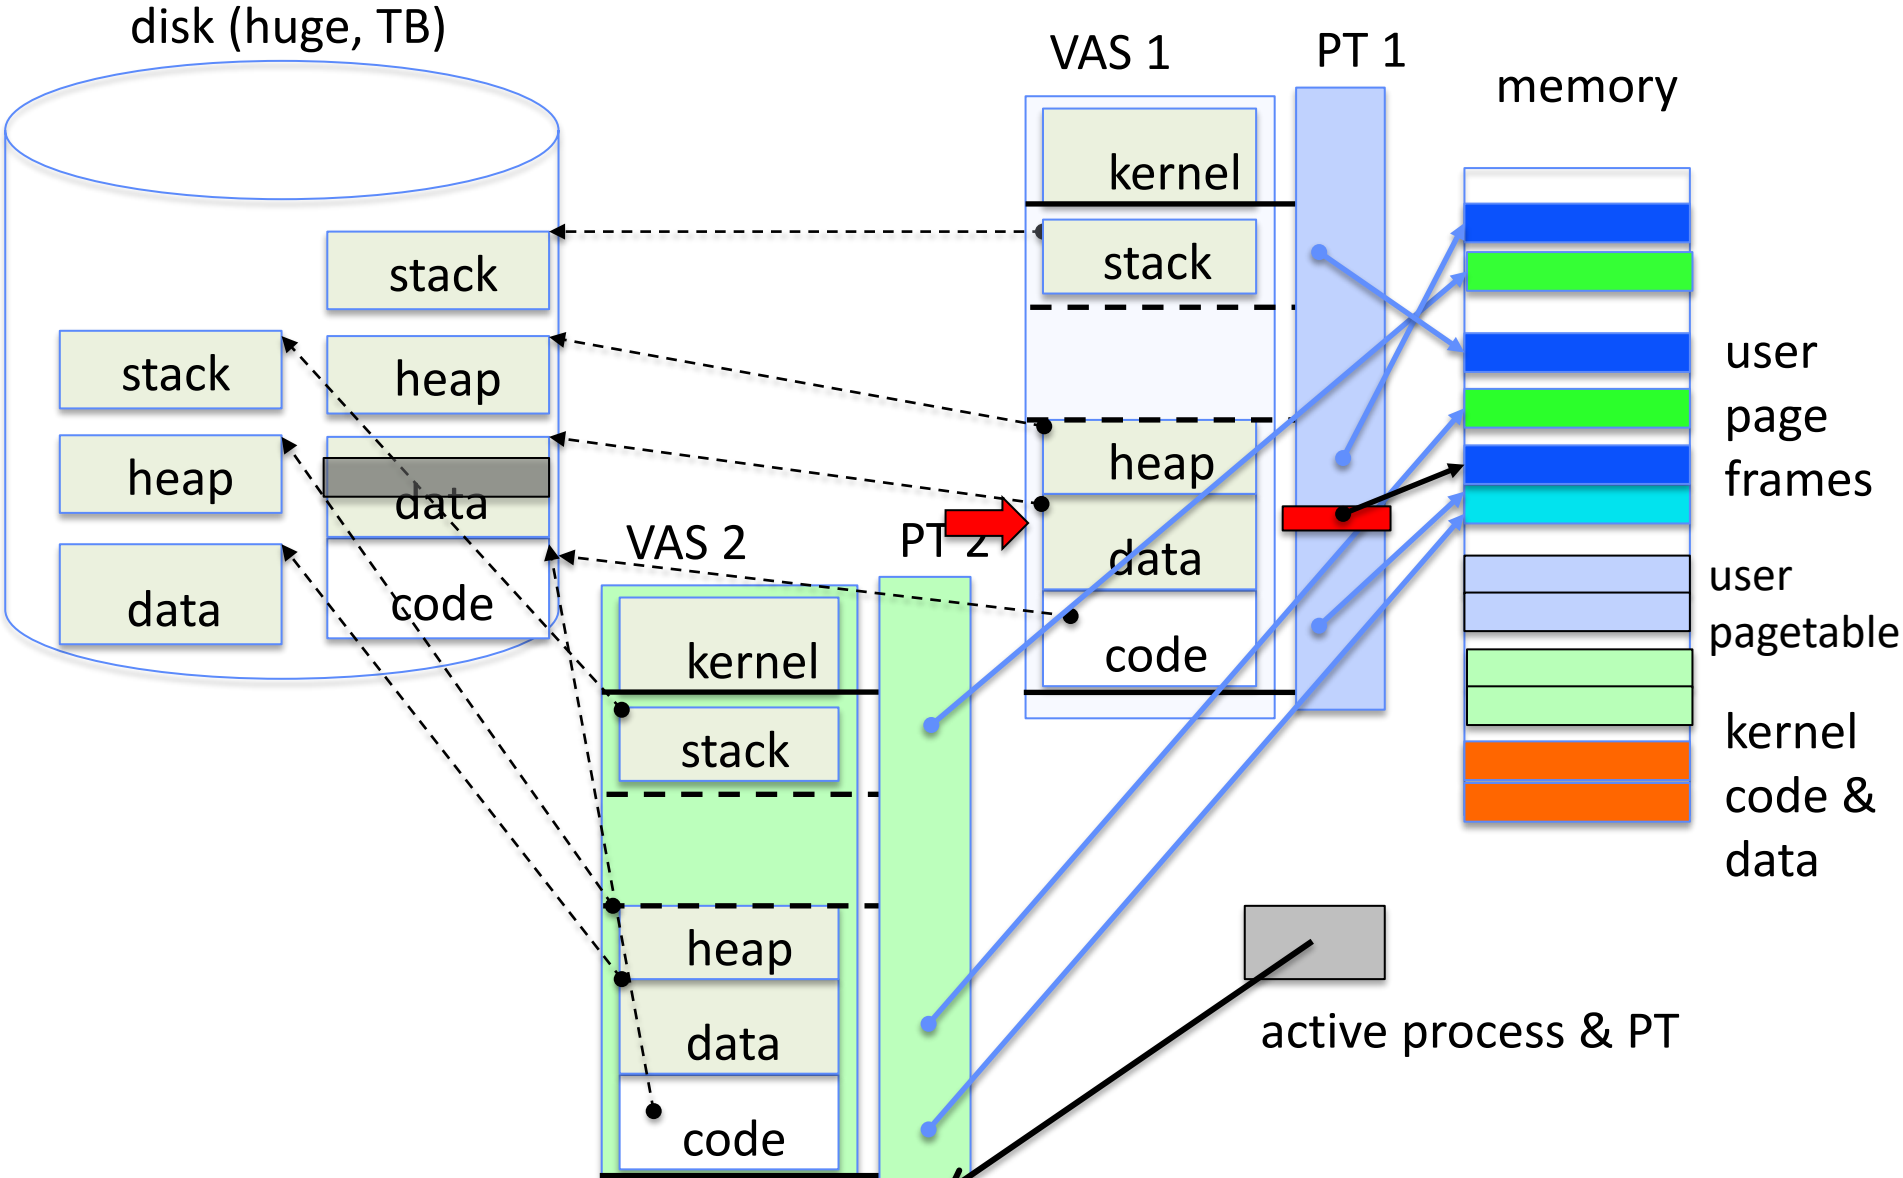 disk (huge, TB)
VAS 1
PT 1
memory
kernel
stack
stack
stack
heap
heap
heap
data
data
data
code
code
VAS 2
PT 2
kernel
stack
heap
data
code
user
page
frames
user
pagetable
kernel
code &
data
active process & PT